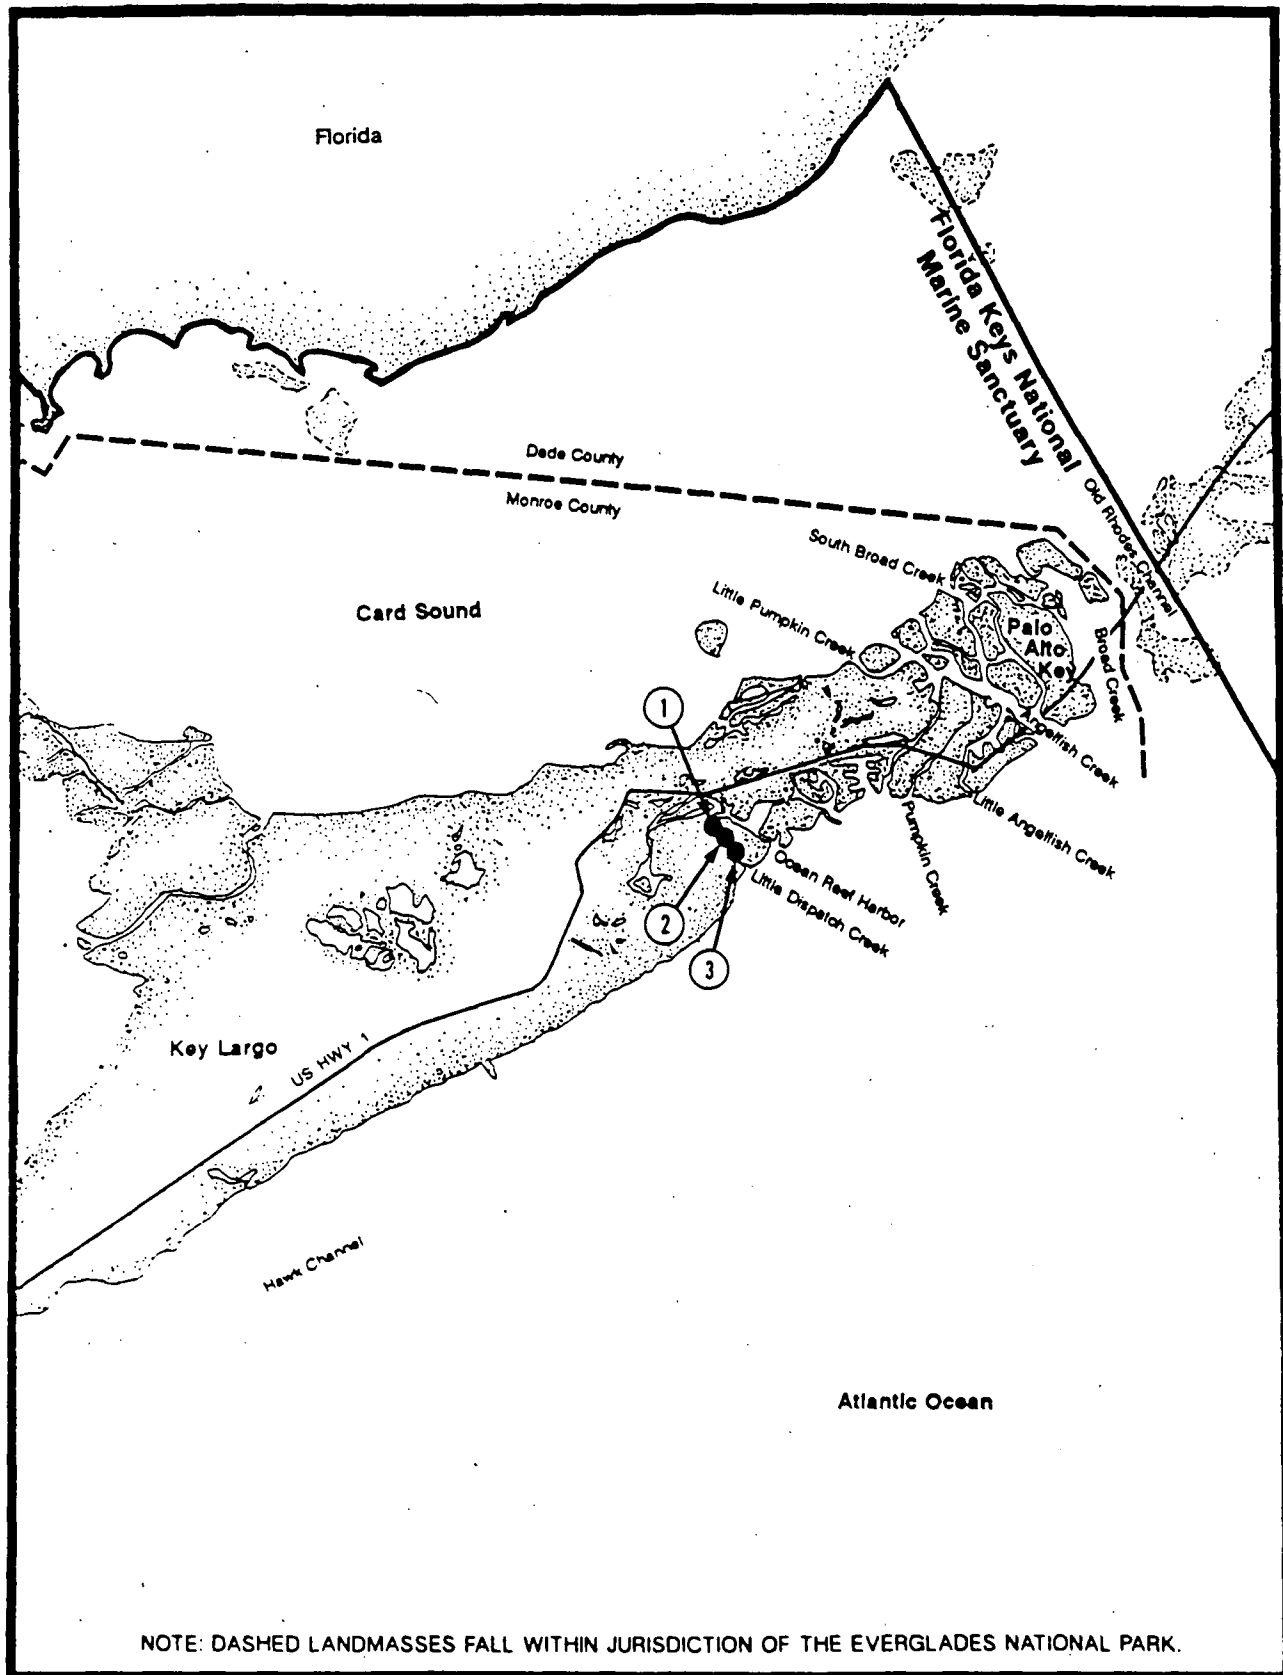 Florida
Florida Keys National
Marine Sanctuary
Dade County
Monroe County
Old Rhodes Channel
South Broad Creek
Card Sound
Little Pumpkin Creek
Palo
Alto
Key
Broad Creek
1
Angelfish Creek
Little Angelfish Creek
Pumpkin Creek
Ocean Reef Harbor
Little Dispatch Creek
2
3
Key Largo
US HWY 1
Hawk Channel
Atlantic Ocean
NOTE: DASHED LANDMASSES FALL WITHIN JURISDICTION OF THE EVERGLADES NATIONAL PARK.